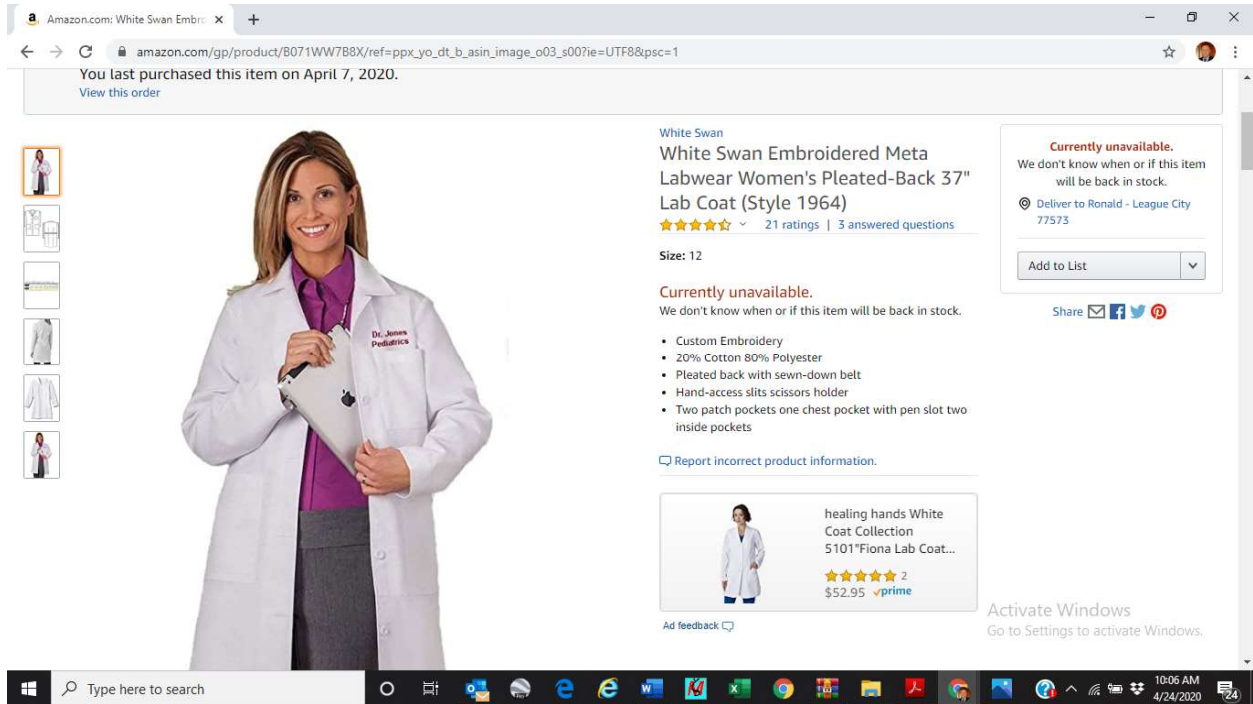 Amazon.com: White Swan Embro
amazon.com/gp/product/B071WW7B8X/ref=ppx_yo_dt_b_asin_image_o03_s00?ie=UTF8&psc=1
You last purchased this item on April 7, 2020.
View this order
White Swan
White Swan Embroidered Meta
Labwear Women's Pleated-Back 37"
Lab Coat (Style 1964)
21 ratings | 3 answered questions
Size: 12
Currently unavailable.
We don't know when or if this item will be back in stock.
• Custom Embroidery
• 20% Cotton 80% Polyester
• Pleated back with sewn-down belt
• Hand-access slits scissors holder
• Two patch pockets one chest pocket with pen slot two
inside pockets
Report incorrect product information.
healing hands White
Coat Collection
5101"Fiona Lab Coat...
2
$52.95 prime
Ad feedback
Currently unavailable.
We don't know when or if this item
will be back in stock.
Deliver to Ronald - League City
77573
Add to List
Share
Dr. Jones
Pediatrics
Activate Windows
Go to Settings to activate Windows.
Type here to search
10:06 AM
4/24/2020
24